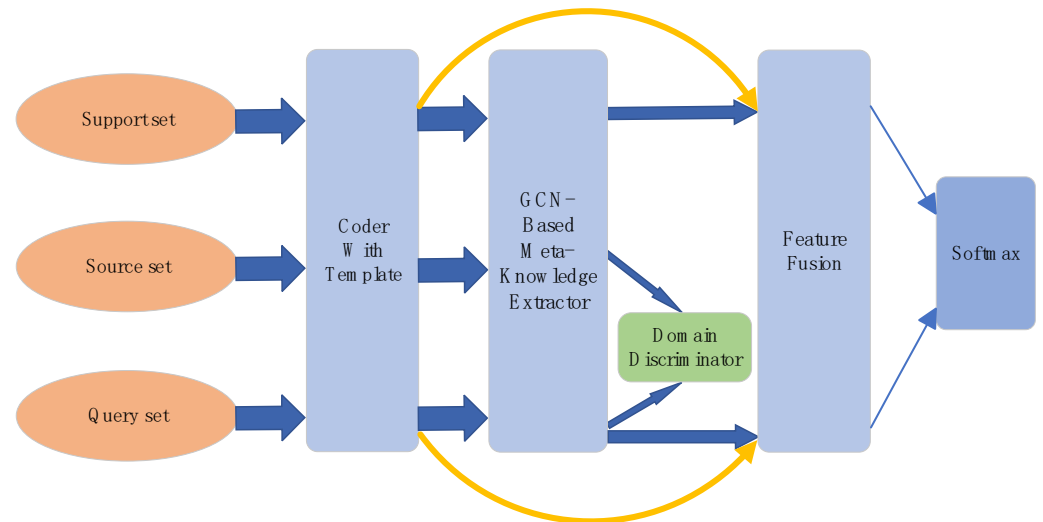 Support set
Source set
Query set
Coder
With
Template
GCN-
Based
Meta-
Knowledge
Extractor
Domain
Discriminator
Feature
Fusion
Softmax